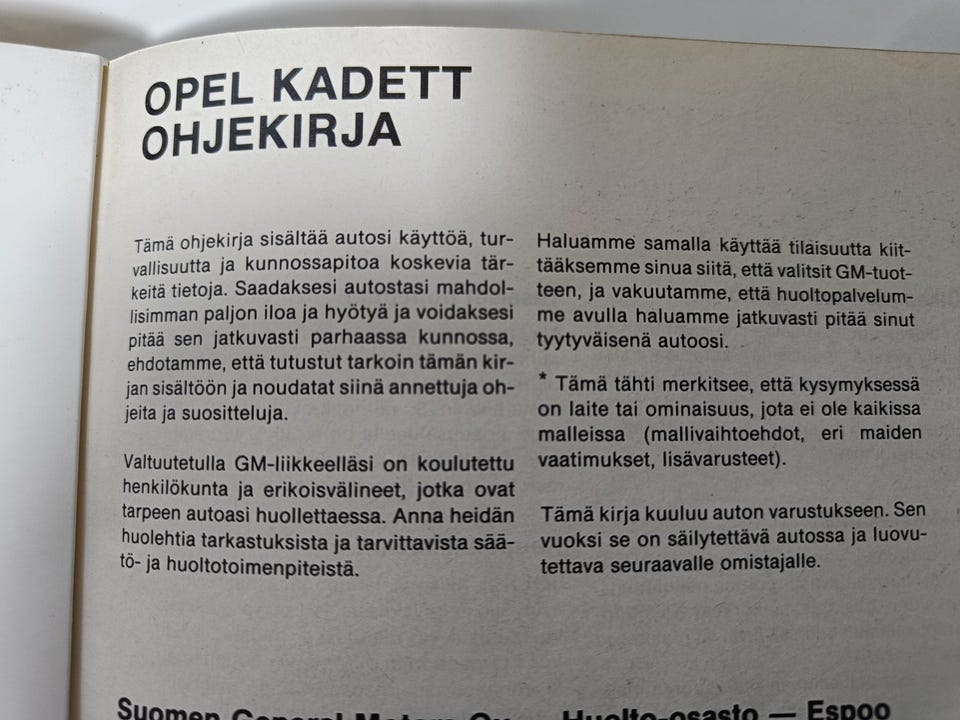 OPEL KADETT
OHJEKIRJA
Tämä ohjekirja sisältää autosi käyttöä, tur-
vallisuutta ja kunnossapitoa koskevia tär-
keitä tietoja. Saadaksesi autostasi mahdol-
lisimman paljon iloa ja hyötyä ja voidaksesi
pitää sen jatkuvasti parhaassa kunnossa,
ehdotamme, että tutustut tarkoin tämän kir-
jan sisältöön ja noudatat siinä annettuja oh-
jeita ja suositteluja.
Valtuutetulla GM-liikkeelläsi on koulutettu
henkilökunta ja erikoisvälineet, jotka ovat
tarpeen autoasi huollettaessa. Anna heidän
huolehtia tarkastuksista ja tarvittavista sää-
tö- ja huoltotoimenpiteistä.
Haluamme samalla käyttää tilaisuutta kiit-
tääksemme sinua siitä, että valitsit GM-tuot-
teen, ja vakuutamme, että huoltopalvelum-
me avulla haluamme jatkuvasti pitää sinut
tyytyväisenä autoosi.
* Tämä tähti merkitsee, että kysymyksessä
on laite tai ominaisuus, jota ei ole kaikissa
malleissa (mallivaihtoehdot, eri maiden
vaatimukset, lisävarusteet).
Tämä kirja kuuluu auton varustukseen. Sen
vuoksi se on säilytettävä autossa ja luovu-
tettava seuraavalle omistajalle.
Suomen General Motors Oy
Huolto-osasto — Espoo